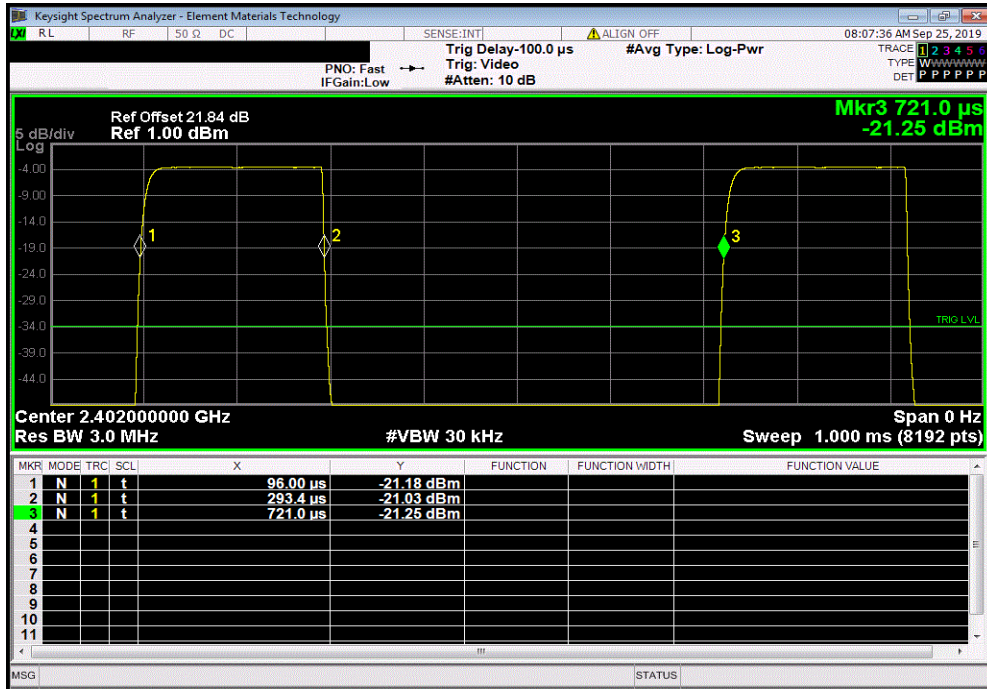 Keysight Spectrum Analyzer - Element Materials Technology
LXI RL RF 50 Ω DC SENSE:INT ALIGN OFF 08:07:36 AM Sep 25, 2019
Trig Delay-100.0 µs #Avg Type: Log-Pwr TRACE 1 2 3 4 5 6
PNO: Fast Trig: Video TYPE WWWWWW
IFGain:Low #Atten: 10 dB DET P P P P P P
Ref Offset 21.84 dB Mkr3 721.0 µs
5 dB/div Ref 1.00 dBm -21.25 dBm
Log
-4.00
-9.00
-14.0
1 2 3
-19.0
-24.0
-29.0
-34.0 TRIG LVL
-39.0
-44.0
Center 2.402000000 GHz Span 0 Hz
Res BW 3.0 MHz #VBW 30 kHz Sweep 1.000 ms (8192 pts)
MKR MODE TRC SCL X Y FUNCTION FUNCTION WIDTH FUNCTION VALUE
1 N 1 t 96.00 µs -21.18 dBm
2 N 1 t 293.4 µs -21.03 dBm
3 N 1 t 721.0 µs -21.25 dBm
4
5
6
7
8
9
10
11
MSG STATUS